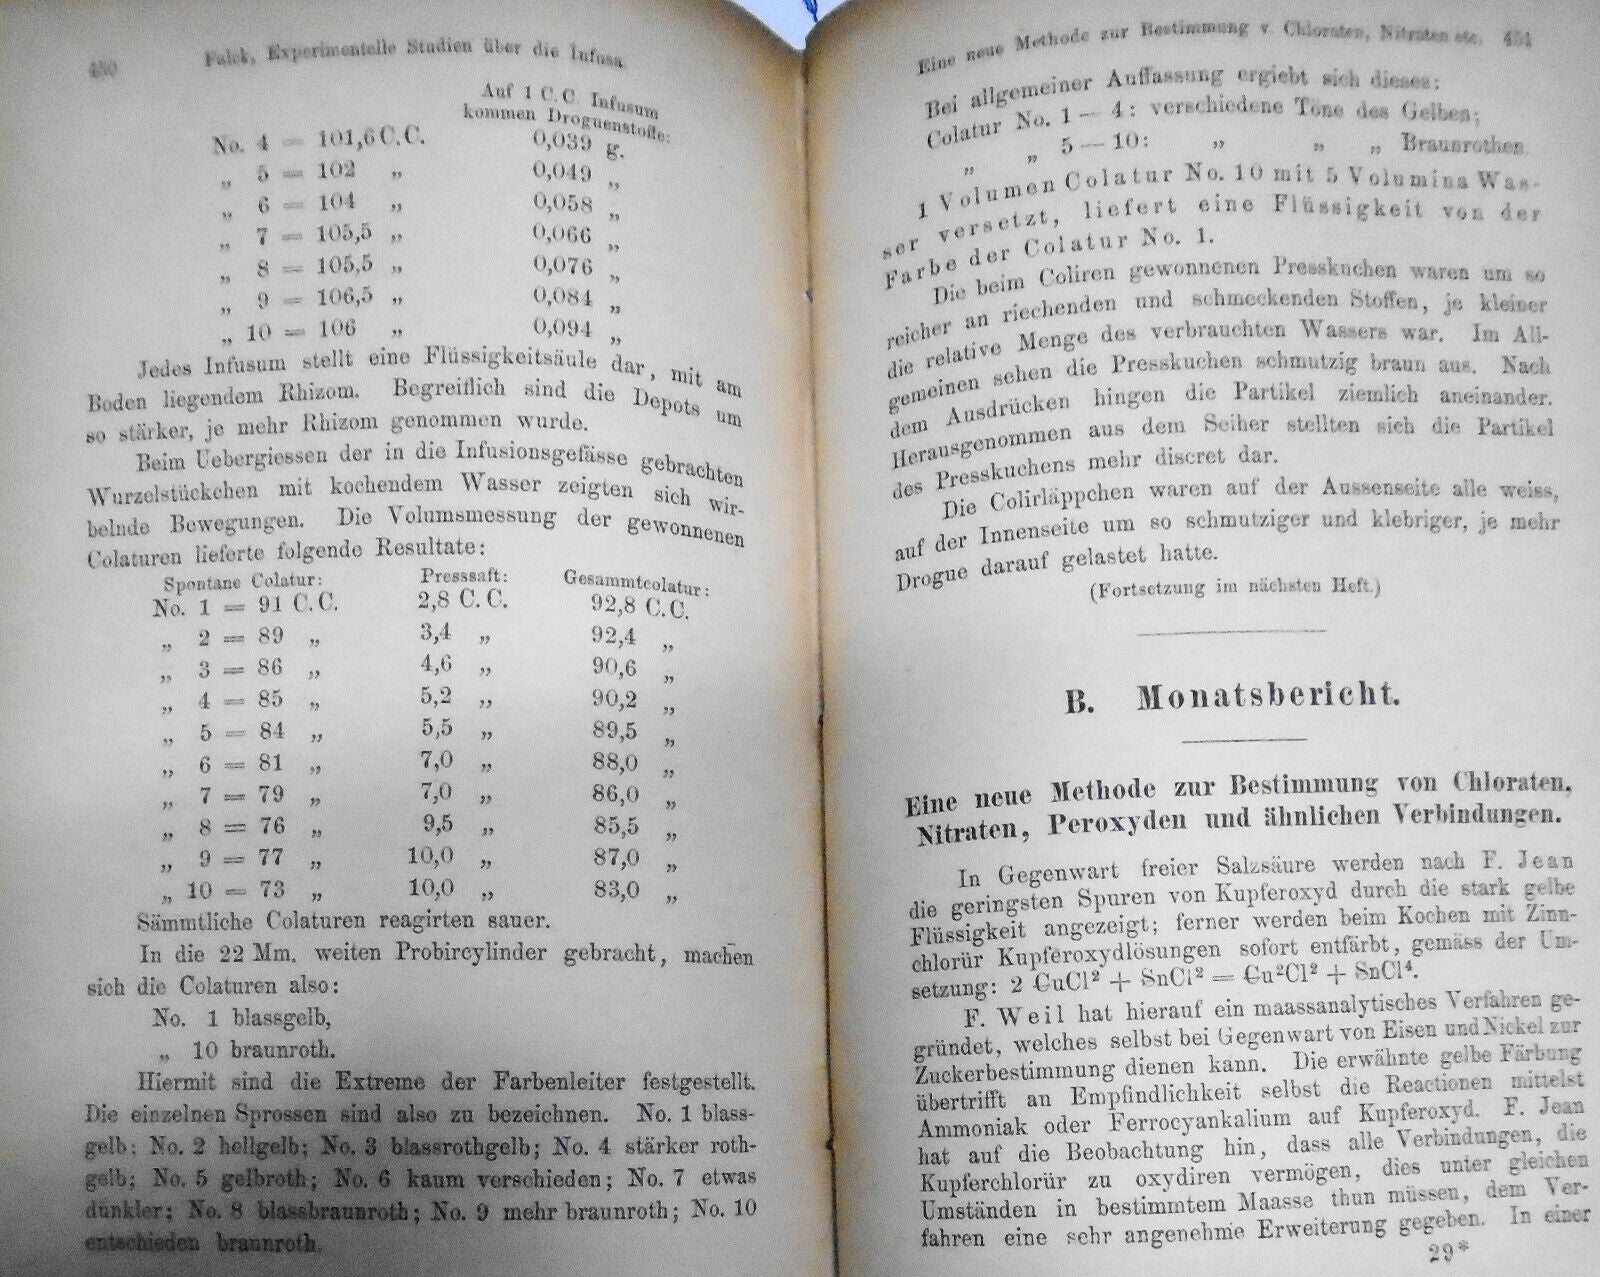 450 Falck, Experimentelle Studien über die Infusa.
Auf 1 C. C. Infusum
kommen Droguenstoffe:
No. 4 = 101,6 C. C. 0,039 g.
„ 5 = 102 „ 0,049 „
„ 6 = 104 „ 0,058 „
„ 7 = 105,5 „ 0,066 „
„ 8 = 105,5 „ 0,076 „
„ 9 = 106,5 „ 0,084 „
„ 10 = 106 „ 0,094 „
Jedes Infusum stellt eine Flüssigkeitsäule dar, mit am
Boden liegendem Rhizom. Begreiflich sind die Depots um
so stärker, je mehr Rhizom genommen wurde.
Beim Uebergiessen der in die Infusionsgefässe gebrachten
Wurzelstückchen mit kochendem Wasser zeigten sich wir-
belnde Bewegungen. Die Volumsmessung der gewonnenen
Colaturen lieferte folgende Resultate:
Spontane Colatur: Presssaft: Gesammtcolatur:
No. 1 = 91 C. C. 2,8 C. C. 92,8 C. C.
„ 2 = 89 „ 3,4 „ 92,4 „
„ 3 = 86 „ 4,6 „ 90,6 „
„ 4 = 85 „ 5,2 „ 90,2 „
„ 5 = 84 „ 5,5 „ 89,5 „
„ 6 = 81 „ 7,0 „ 88,0 „
„ 7 = 79 „ 7,0 „ 86,0 „
„ 8 = 76 „ 9,5 „ 85,5 „
„ 9 = 77 „ 10,0 „ 87,0 „
„ 10 = 73 „ 10,0 „ 83,0 „
Sämmtliche Colaturen reagirten sauer.
In die 22 Mm. weiten Probircylinder gebracht, machen
sich die Colaturen also:
No. 1 blassgelb,
„ 10 braunroth.
Hiermit sind die Extreme der Farbenleiter festgestellt.
Die einzelnen Sprossen sind also zu bezeichnen. No. 1 blass-
gelb; No. 2 hellgelb; No. 3 blassrothgelb; No. 4 stärker roth-
gelb; No. 5 gelbroth; No. 6 kaum verschieden; No. 7 etwas
dunkler; No. 8 blassbraunroth; No. 9 mehr braunroth; No. 10
entschieden braunroth.
Eine neue Methode zur Bestimmung v. Chloraten, Nitraten etc. 451
Bei allgemeiner Auffassung ergiebt sich dieses:
Colatur No. 1 — 4: verschiedene Töne des Gelben;
„ „ 5 — 10: „ „ „ Braunrothen.
1 Volumen Colatur No. 10 mit 5 Volumina Was-
ser versetzt, liefert eine Flüssigkeit von der
Farbe der Colatur No. 1.
Die beim Coliren gewonnenen Presskuchen waren um so
reicher an riechenden und schmeckenden Stoffen, je kleiner
die relative Menge des verbrauchten Wassers war. Im All-
gemeinen sehen die Presskuchen schmutzig braun aus. Nach
dem Ausdrücken hingen die Partikel ziemlich aneinander.
Herausgenommen aus dem Seiher stellten sich die Partikel
des Presskuchens mehr discret dar.
Die Colirläppchen waren auf der Aussenseite alle weiss,
auf der Innenseite um so schmutziger und klebriger, je mehr
Drogue darauf gelastet hatte.
(Fortsetzung im nächsten Heft.)
B. Monatsbericht.
Eine neue Methode zur Bestimmung von Chloraten,
Nitraten, Peroxyden und ähnlichen Verbindungen.
In Gegenwart freier Salzsäure werden nach F. Jean
die geringsten Spuren von Kupferoxyd durch die stark gelbe
Flüssigkeit angezeigt; ferner werden beim Kochen mit Zinn-
chlorür Kupferoxydlösungen sofort entfärbt, gemäss der Um-
setzung: 2 CuCl² + SnCl² = Cu²Cl² + SnCl⁴.
F. Weil hat hierauf ein maassanalytisches Verfahren ge-
gründet, welches selbst bei Gegenwart von Eisen und Nickel zur
Zuckerbestimmung dienen kann. Die erwähnte gelbe Färbung
übertrifft an Empfindlichkeit selbst die Reactionen mittelst
Ammoniak oder Ferrocyankalium auf Kupferoxyd. F. Jean
hat auf die Beobachtung hin, dass alle Verbindungen, die
Kupferchlorür zu oxydiren vermögen, dies unter gleichen
Umständen in bestimmtem Maasse thun müssen, dem Ver-
fahren eine sehr angenehme Erweiterung gegeben. In einer
29*